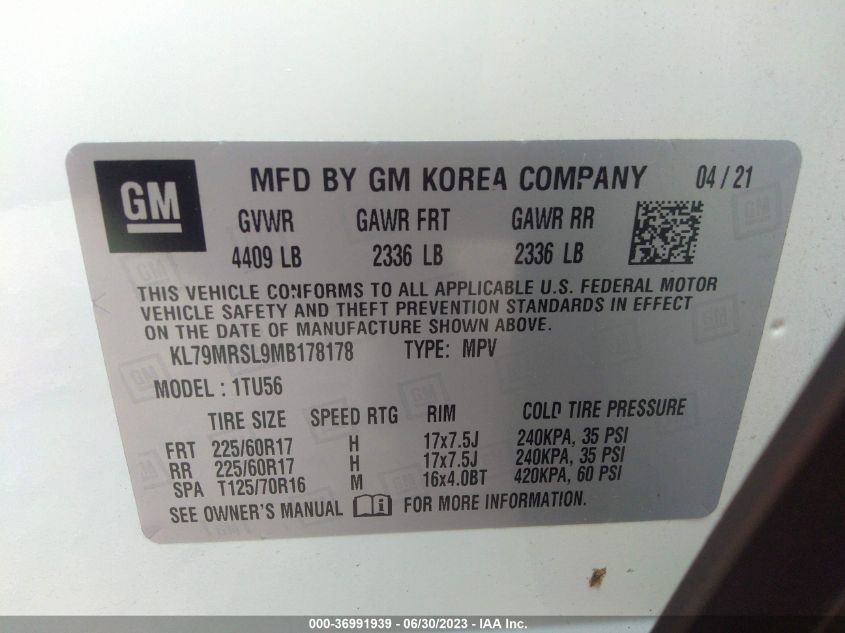 GM
MFD BY GM KOREA COMPANY 04 / 21
GVWR GAWR FRT GAWR RR
4409 LB 2336 LB 2336 LB
THIS VEHICLE CONFORMS TO ALL APPLICABLE U.S. FEDERAL MOTOR
VEHICLE SAFETY AND THEFT PREVENTION STANDARDS IN EFFECT
ON THE DATE OF MANUFACTURE SHOWN ABOVE.
KL79MRSL9MB178178 TYPE: MPV
MODEL : 1TU56
TIRE SIZE SPEED RTG RIM COLD TIRE PRESSURE
FRT 225/60R17 H 17x7.5J 240KPA, 35 PSI
RR 225/60R17 H 17x7.5J 240KPA, 35 PSI
SPA T125/70R16 M 16x4.0BT 420KPA, 60 PSI
SEE OWNER'S MANUAL i FOR MORE INFORMATION.
000-36991939 - 06/30/2023 - IAA Inc.